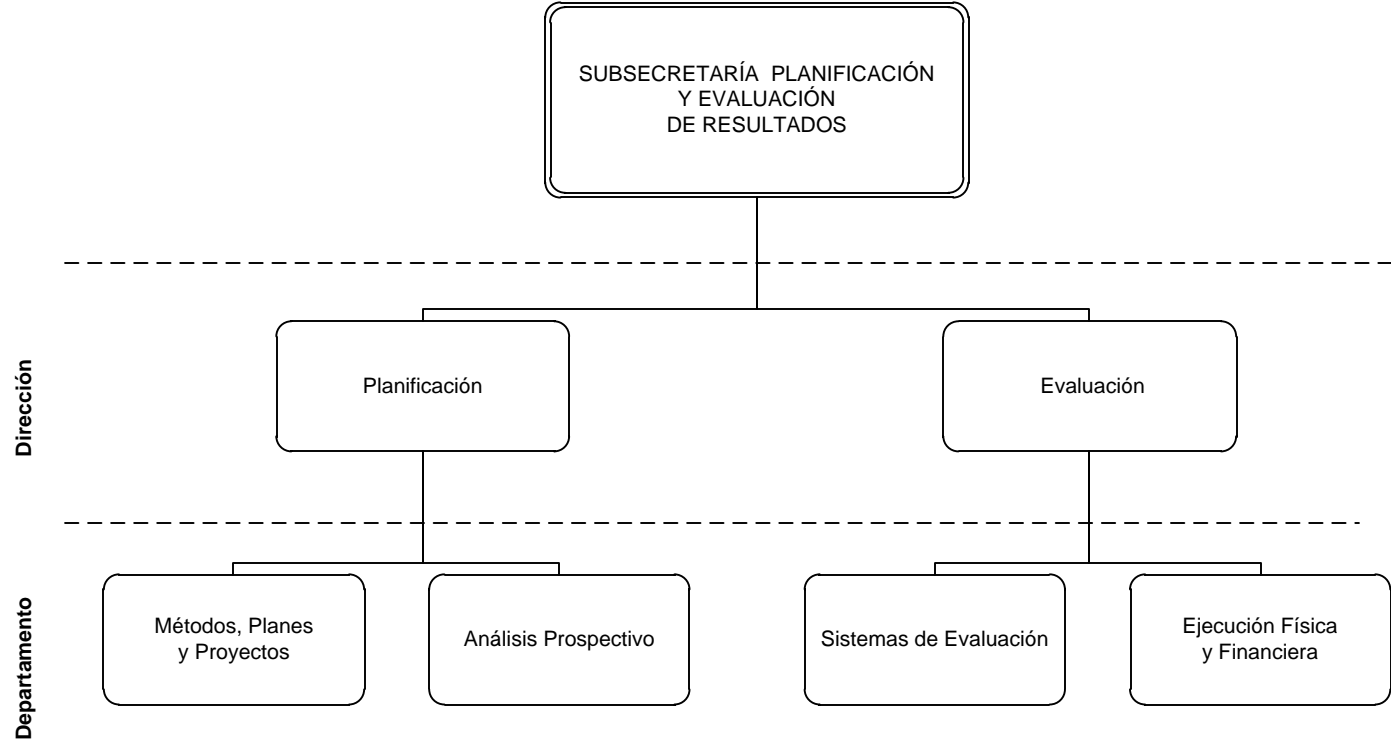 SUBSECRETARÍA PLANIFICACIÓN
Y EVALUACIÓN
DE RESULTADOS
Dirección
Planificación
Evaluación
Departamento
Métodos, Planes
y Proyectos
Análisis Prospectivo
Sistemas de Evaluación
Ejecución Física
y Financiera